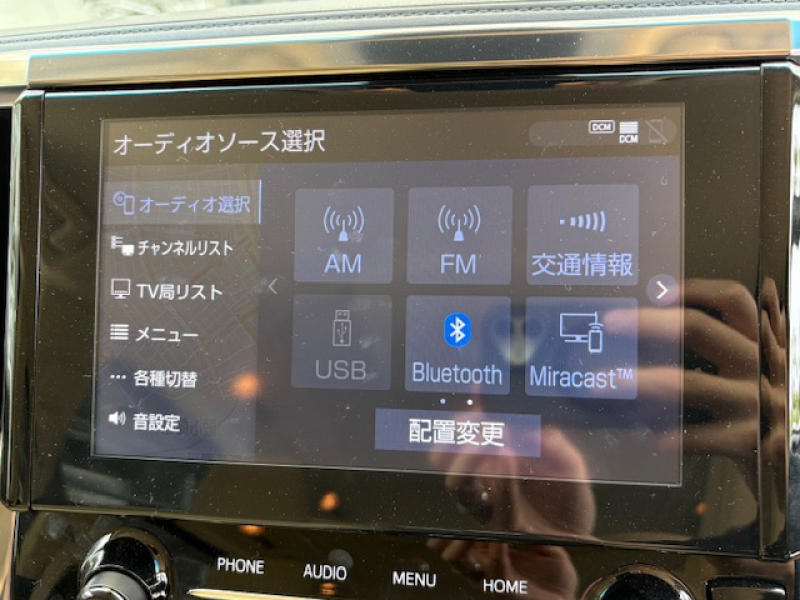 オーディオソース選択
DCM
DCM
オーディオ選択
チャンネルリスト
TV局リスト
メニュー
各種切替
音設定
AM
FM
交通情報
USB
Bluetooth
Miracast™
配置変更
PHONE
AUDIO
MENU
HOME